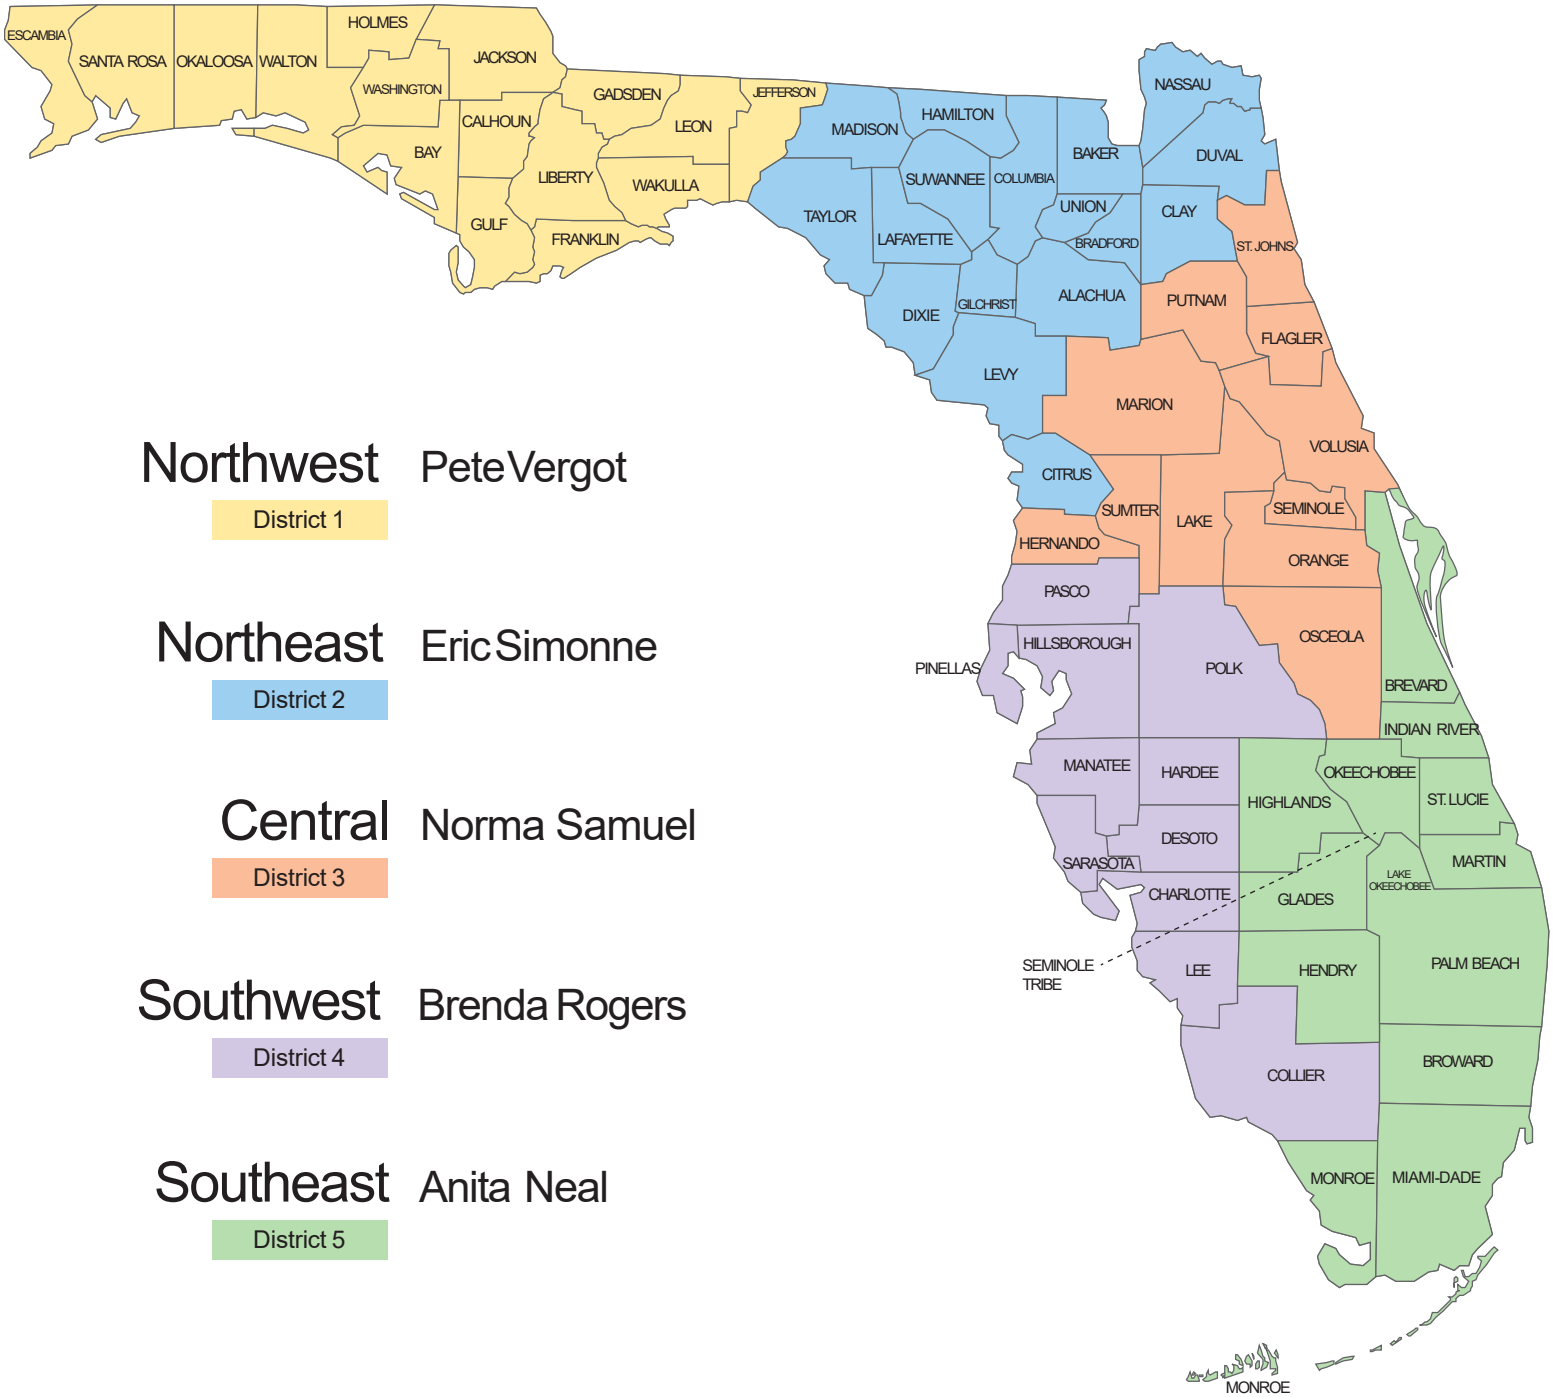 ESCAMBIA
SANTA ROSA
OKALOOSA
WALTON
HOLMES
WASHINGTON
JACKSON
BAY
CALHOUN
GULF
GADSDEN
LIBERTY
FRANKLIN
LEON
WAKULLA
JEFFERSON
MADISON
TAYLOR
HAMILTON
SUWANNEE
LAFAYETTE
COLUMBIA
DIXIE
GILCHRIST
BAKER
UNION
BRADFORD
ALACHUA
LEVY
NASSAU
DUVAL
CLAY
ST. JOHNS
PUTNAM
FLAGLER
MARION
VOLUSIA
CITRUS
SUMTER
LAKE
SEMINOLE
HERNANDO
ORANGE
PASCO
OSCEOLA
HILLSBOROUGH
PINELLAS
POLK
BREVARD
INDIAN RIVER
MANATEE
HARDEE
HIGHLANDS
OKEECHOBEE
ST. LUCIE
DESOTO
SARASOTA
MARTIN
LAKE
OKEECHOBEE
CHARLOTTE
GLADES
SEMINOLE
TRIBE
LEE
HENDRY
PALM BEACH
COLLIER
BROWARD
MONROE
MIAMI-DADE
MONROE
Northwest Pete Vergot
District 1
Northeast Eric Simonne
District 2
Central Norma Samuel
District 3
Southwest Brenda Rogers
District 4
Southeast Anita Neal
District 5